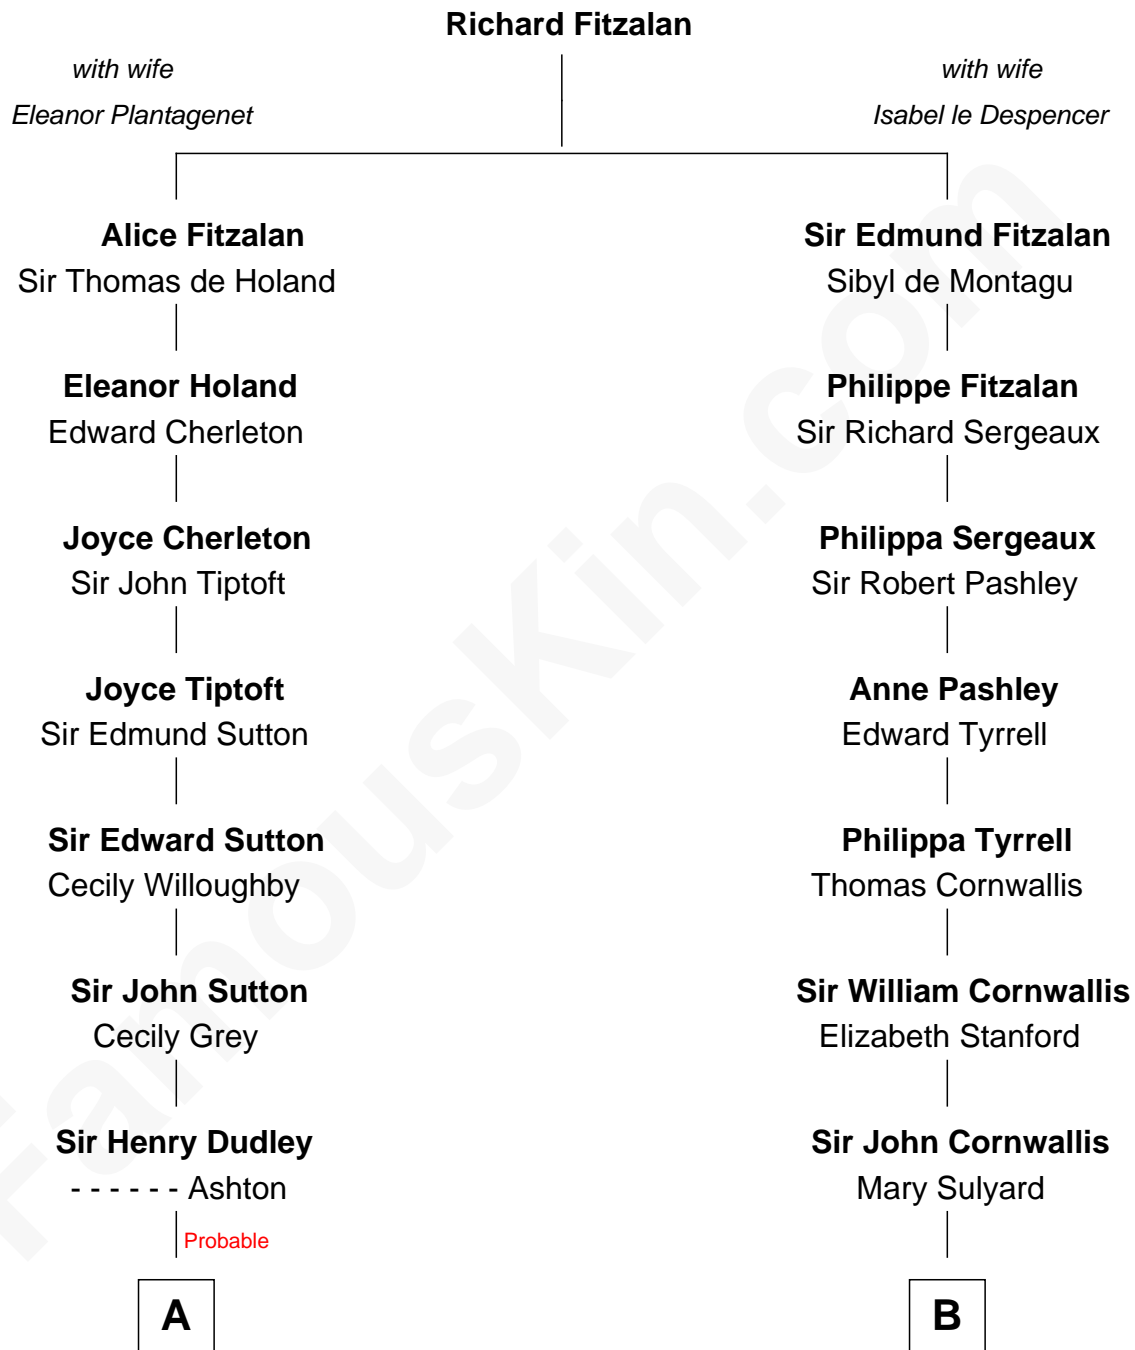 Richard Fitzalan
with wife
Eleanor Plantagenet
with wife
Isabel le Despencer
Alice Fitzalan
Sir Thomas de Holand
Sir Edmund Fitzalan
Sibyl de Montagu
Eleanor Holand
Edward Cherleton
Philippe Fitzalan
Sir Richard Sergeaux
Joyce Cherleton
Sir John Tiptoft
Philippa Sergeaux
Sir Robert Pashley
Joyce Tiptoft
Sir Edmund Sutton
Anne Pashley
Edward Tyrrell
Sir Edward Sutton
Cecily Willoughby
Philippa Tyrrell
Thomas Cornwallis
Sir John Sutton
Cecily Grey
Sir William Cornwallis
Elizabeth Stanford
Sir Henry Dudley
- - - - - - Ashton
Sir John Cornwallis
Mary Sulyard
Probable
A
B
FamousKin.com